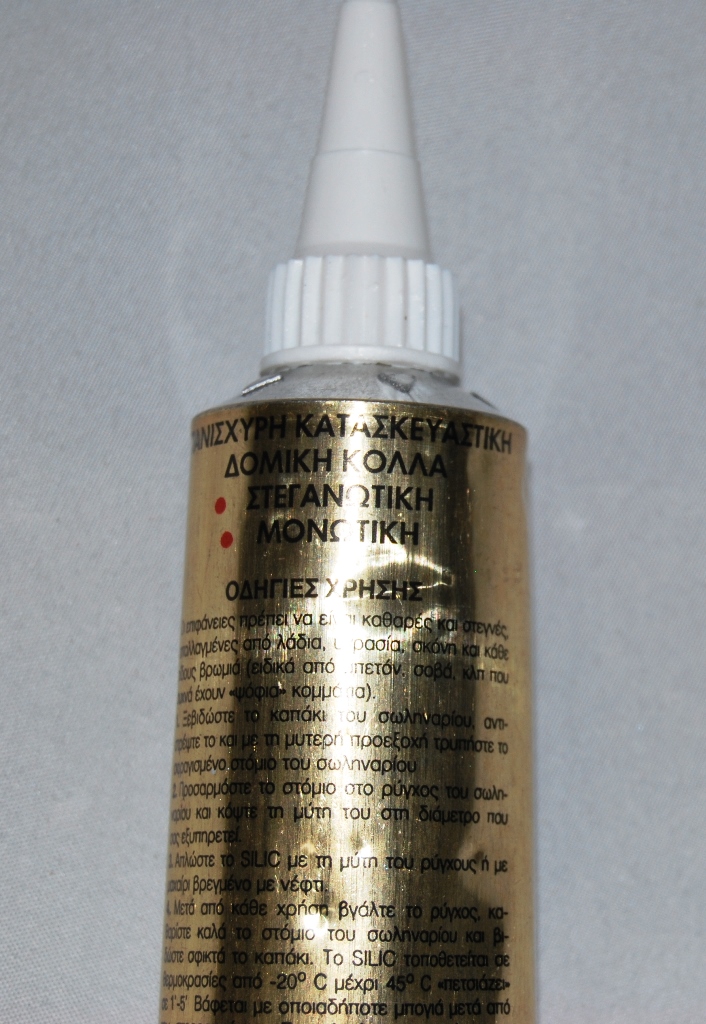 ΠΑΝΙΣΧΥΡΗ ΚΑΤΑΣΚΕΥΑΣΤΙΚΗ
ΔΟΜΙΚΗ ΚΟΛΛΑ
ΣΤΕΓΑΝΩΤΙΚΗ
ΜΟΝΩΤΙΚΗ
ΟΔΗΓΙΕΣ ΧΡΗΣΗΣ
επιφάνειες πρέπει να είναι καθαρές και στεγνές,
απαλλαγμένες από λάδια, υγρασία, σκόνη και κάθε
είδους βρωμιά (ειδικά από μπετόν, σοβά, κλπ που
έχουν «ψόφια» κομμάτια).
1. Ξεβιδώστε το καπάκι του σωληναρίου, αντι-
στρέψτε το και με τη μυτερή προεξοχή τρυπήστε το
σφραγισμένο στόμιο του σωληναρίου
2. Προσαρμόστε το στόμιο στο ρύγχος του σωλη-
ναρίου και κόψτε τη μύτη του στη διάμετρο που
σας εξυπηρετεί.
3. Απλώστε το SILIC με τη μύτη του ρύγχους ή με
μαχαίρι βρεγμένο με νέφτι.
4. Μετά από κάθε χρήση βγάλτε το ρύγχος, κα-
θαρίστε καλά το στόμιο του σωληναρίου και βι-
δώστε σφικτά το καπάκι. Το SILIC τοποθετείται σε
θερμοκρασίες από -20° C μέχρι 45° C «πετσιάζει»
σε 1'-5' Βάφεται με οποιαδήποτε μπογιά μετά από